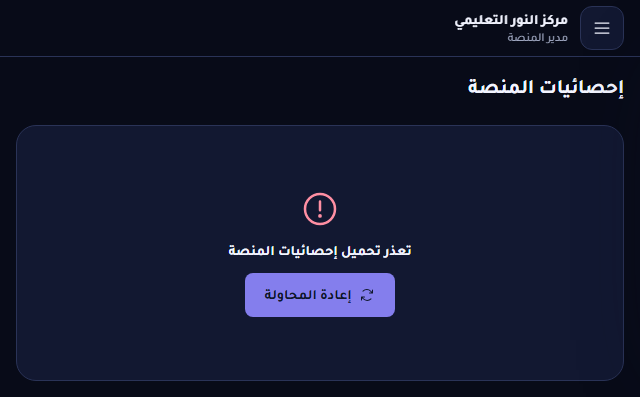 مركز النور التعليمي
مدير المنصة
إحصائيات المنصة
تعذر تحميل إحصائيات المنصة
إعادة المحاولة